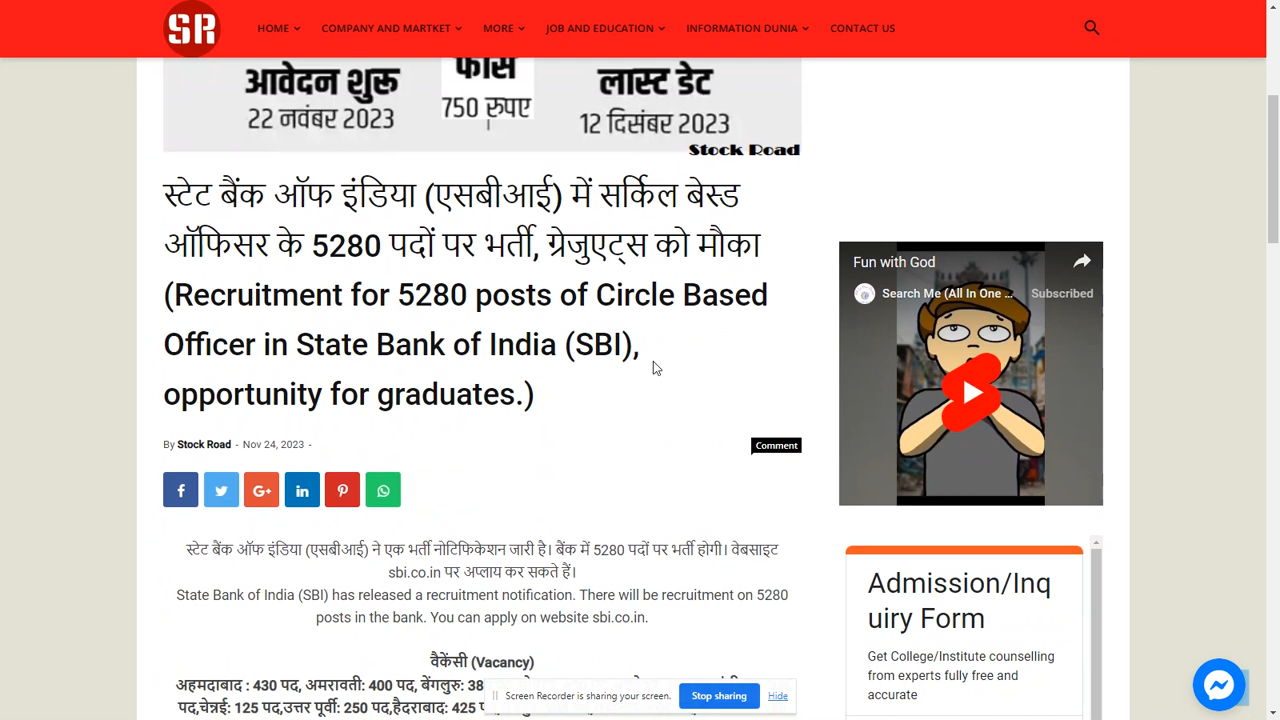 SR
HOME
COMPANY AND MARTKET
MORE
JOB AND EDUCATION
INFORMATION DUNIA
CONTACT US
आवेदन शुरू
22 नवंबर 2023
फीस
750 रुपए
लास्ट डेट
12 दिसंबर 2023
Stock Road
स्टेट बैंक ऑफ इंडिया (एसबीआई) में सर्किल बेस्ड
ऑफिसर के 5280 पदों पर भर्ती, ग्रेजुएट्स को मौका
(Recruitment for 5280 posts of Circle Based
Officer in State Bank of India (SBI),
opportunity for graduates.)
By Stock Road - Nov 24, 2023 -
Comment
स्टेट बैंक ऑफ इंडिया (एसबीआई) ने एक भर्ती नोटिफिकेशन जारी है। बैंक में 5280 पदों पर भर्ती होगी। वेबसाइट
sbi.co.in पर अप्लाय कर सकते हैं।
State Bank of India (SBI) has released a recruitment notification. There will be recruitment on 5280
posts in the bank. You can apply on website sbi.co.in.
वैकेंसी (Vacancy)
अहमदाबाद : 430 पद, अमरावती: 400 पद, बेंगलुरु: 38
पद,चेन्नई: 125 पद,उत्तर पूर्वी: 250 पद,हैदराबाद: 425
Fun with God
Search Me (All In One ...
Subscribed
Admission/Inq
uiry Form
Get College/Institute counselling
from experts fully free and
accurate
Screen Recorder is sharing your screen.
Stop sharing
Hide